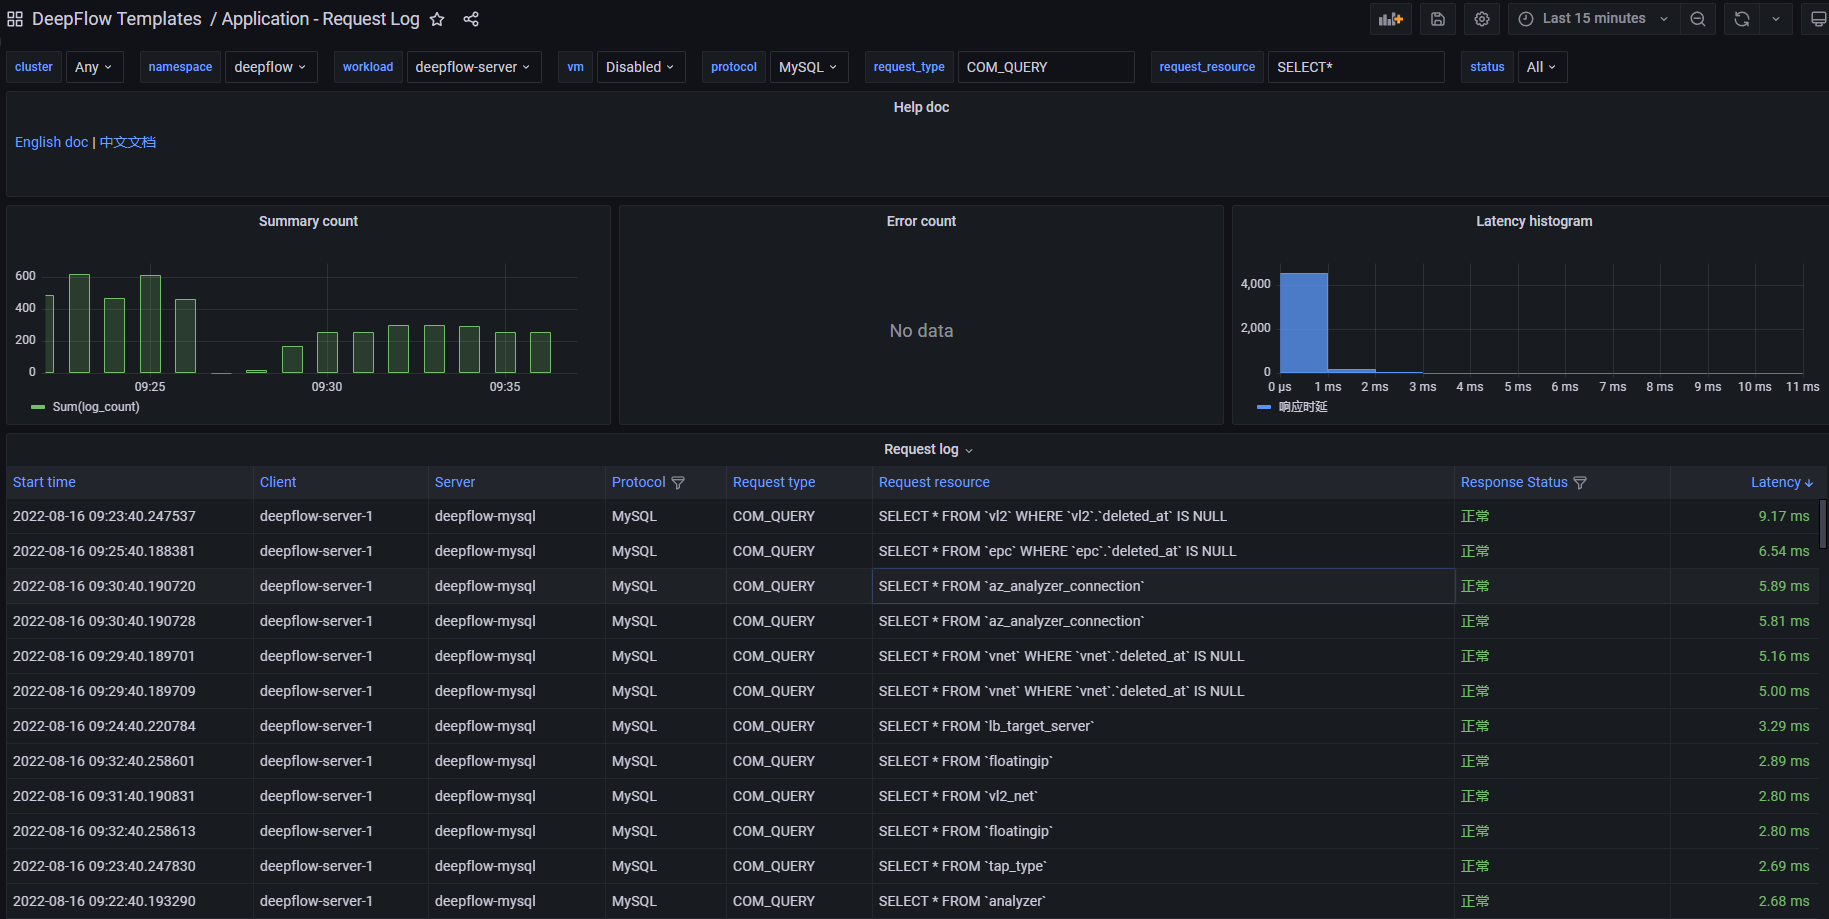 DeepFlow Templates / Application - Request Log
Last 15 minutes
cluster Any namespace deepflow workload deepflow-server vm Disabled protocol MySQL request_type COM_QUERY request_resource SELECT* status All
Help doc
English doc | 中文文档
Summary count
600
400
200
0
09:25 09:30 09:35
Sum(log_count)
Error count
No data
Latency histogram
4,000
2,000
0
0 µs 1 ms 2 ms 3 ms 4 ms 5 ms 6 ms 7 ms 8 ms 9 ms 10 ms 11 ms
响应时延
Request log
Start time Client Server Protocol Request type Request resource Response Status Latency
2022-08-16 09:23:40.247537 deepflow-server-1 deepflow-mysql MySQL COM_QUERY SELECT * FROM `vl2` WHERE `vl2`.`deleted_at` IS NULL 正常 9.17 ms
2022-08-16 09:25:40.188381 deepflow-server-1 deepflow-mysql MySQL COM_QUERY SELECT * FROM `epc` WHERE `epc`.`deleted_at` IS NULL 正常 6.54 ms
2022-08-16 09:30:40.190720 deepflow-server-1 deepflow-mysql MySQL COM_QUERY SELECT * FROM `az_analyzer_connection` 正常 5.89 ms
2022-08-16 09:30:40.190728 deepflow-server-1 deepflow-mysql MySQL COM_QUERY SELECT * FROM `az_analyzer_connection` 正常 5.81 ms
2022-08-16 09:29:40.189701 deepflow-server-1 deepflow-mysql MySQL COM_QUERY SELECT * FROM `vnet` WHERE `vnet`.`deleted_at` IS NULL 正常 5.16 ms
2022-08-16 09:29:40.189709 deepflow-server-1 deepflow-mysql MySQL COM_QUERY SELECT * FROM `vnet` WHERE `vnet`.`deleted_at` IS NULL 正常 5.00 ms
2022-08-16 09:24:40.220784 deepflow-server-1 deepflow-mysql MySQL COM_QUERY SELECT * FROM `lb_target_server` 正常 3.29 ms
2022-08-16 09:32:40.258601 deepflow-server-1 deepflow-mysql MySQL COM_QUERY SELECT * FROM `floatingip` 正常 2.89 ms
2022-08-16 09:31:40.190831 deepflow-server-1 deepflow-mysql MySQL COM_QUERY SELECT * FROM `vl2_net` 正常 2.80 ms
2022-08-16 09:32:40.258613 deepflow-server-1 deepflow-mysql MySQL COM_QUERY SELECT * FROM `floatingip` 正常 2.80 ms
2022-08-16 09:23:40.247830 deepflow-server-1 deepflow-mysql MySQL COM_QUERY SELECT * FROM `tap_type` 正常 2.69 ms
2022-08-16 09:22:40.193290 deepflow-server-1 deepflow-mysql MySQL COM_QUERY SELECT * FROM `analyzer` 正常 2.68 ms